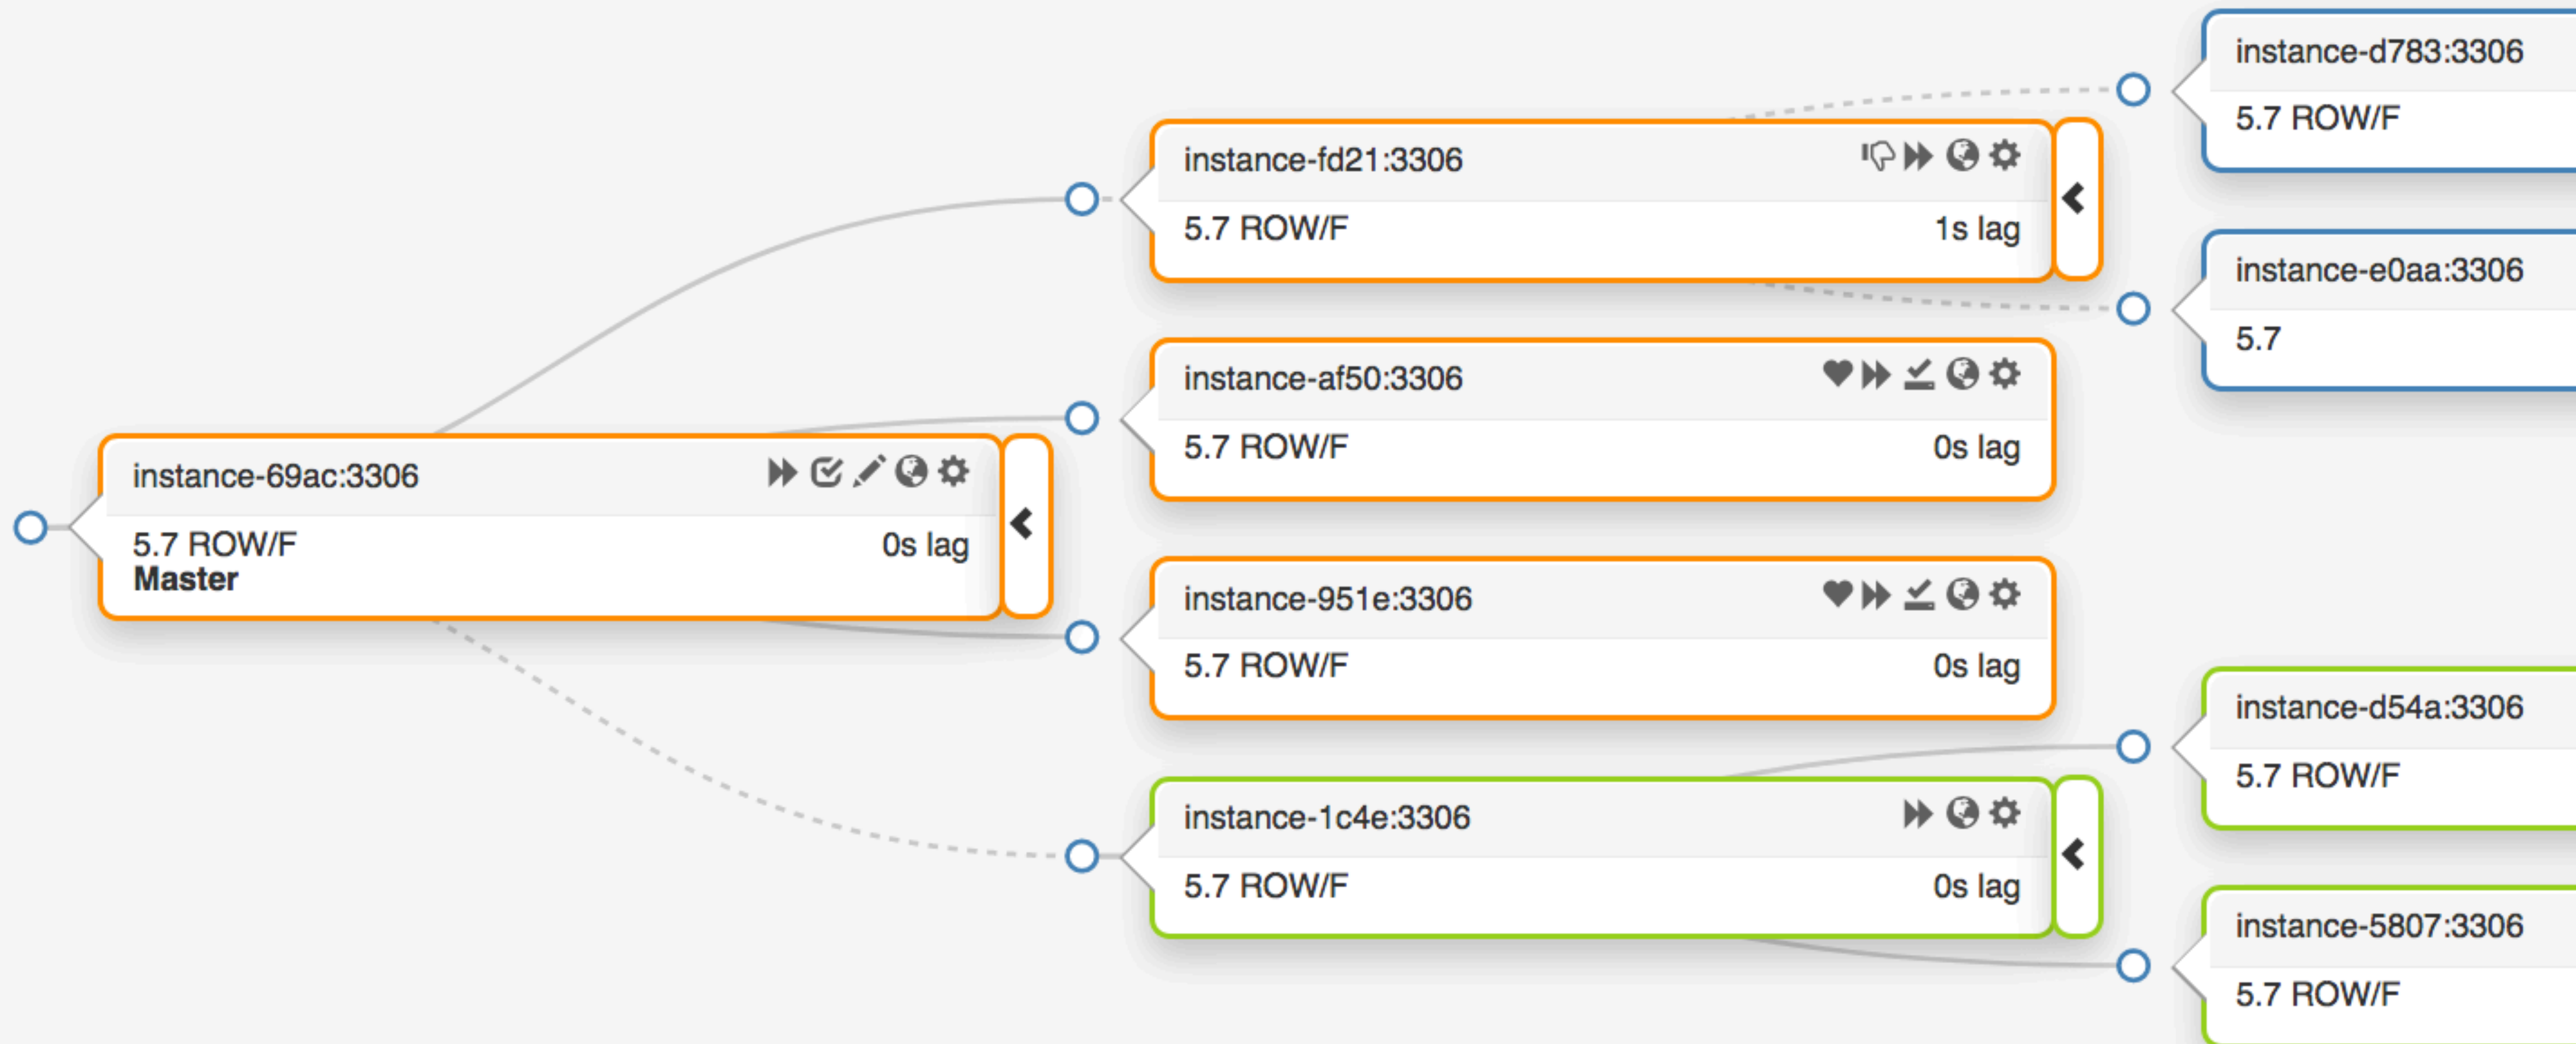 instance-69ac:3306
5.7 ROW/F 0s lag
Master
instance-fd21:3306
5.7 ROW/F 1s lag
instance-af50:3306
5.7 ROW/F 0s lag
instance-951e:3306
5.7 ROW/F 0s lag
instance-1c4e:3306
5.7 ROW/F 0s lag
instance-d783:3306
5.7 ROW/F
instance-e0aa:3306
5.7
instance-d54a:3306
5.7 ROW/F
instance-5807:3306
5.7 ROW/F